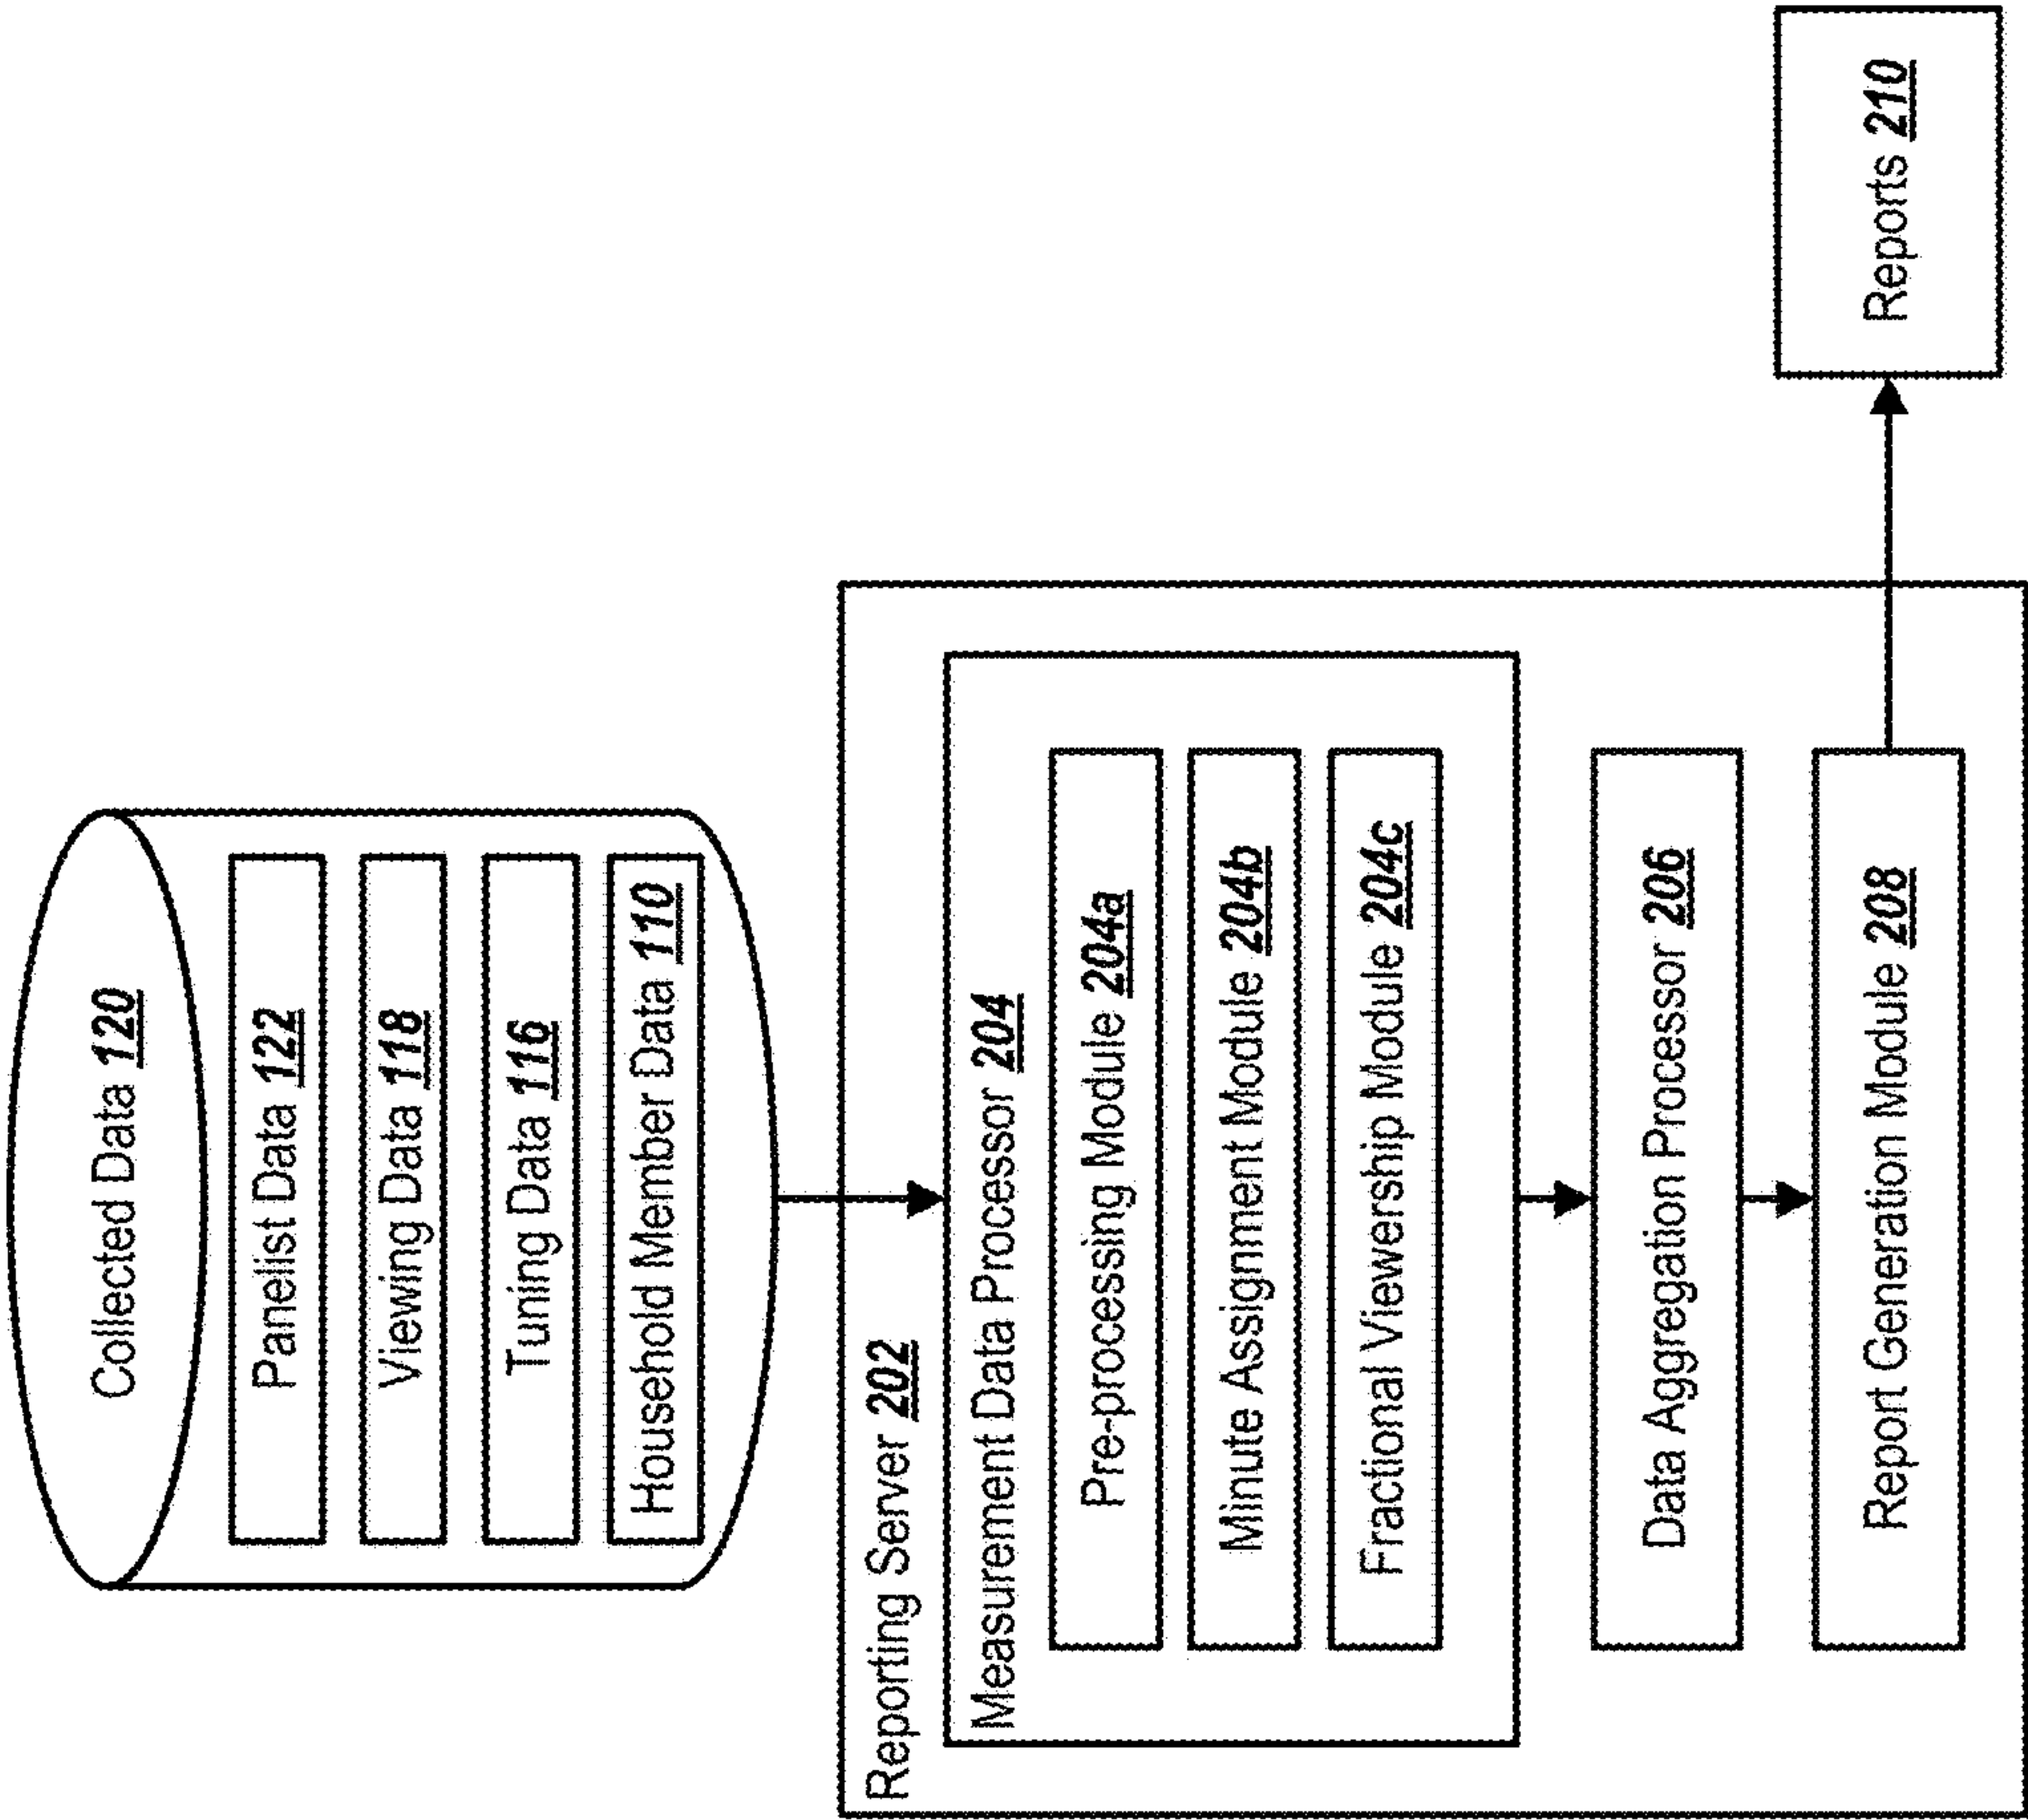 Collected Data 120
Panelist Data 122
Viewing Data 118
Tuning Data 116
Household Member Data 110
Reporting Server 202
Measurement Data Processor 204
Pre-processing Module 204a
Minute Assignment Module 204b
Fractional Viewership Module 204c
Data Aggregation Processor 206
Report Generation Module 208
Reports 210